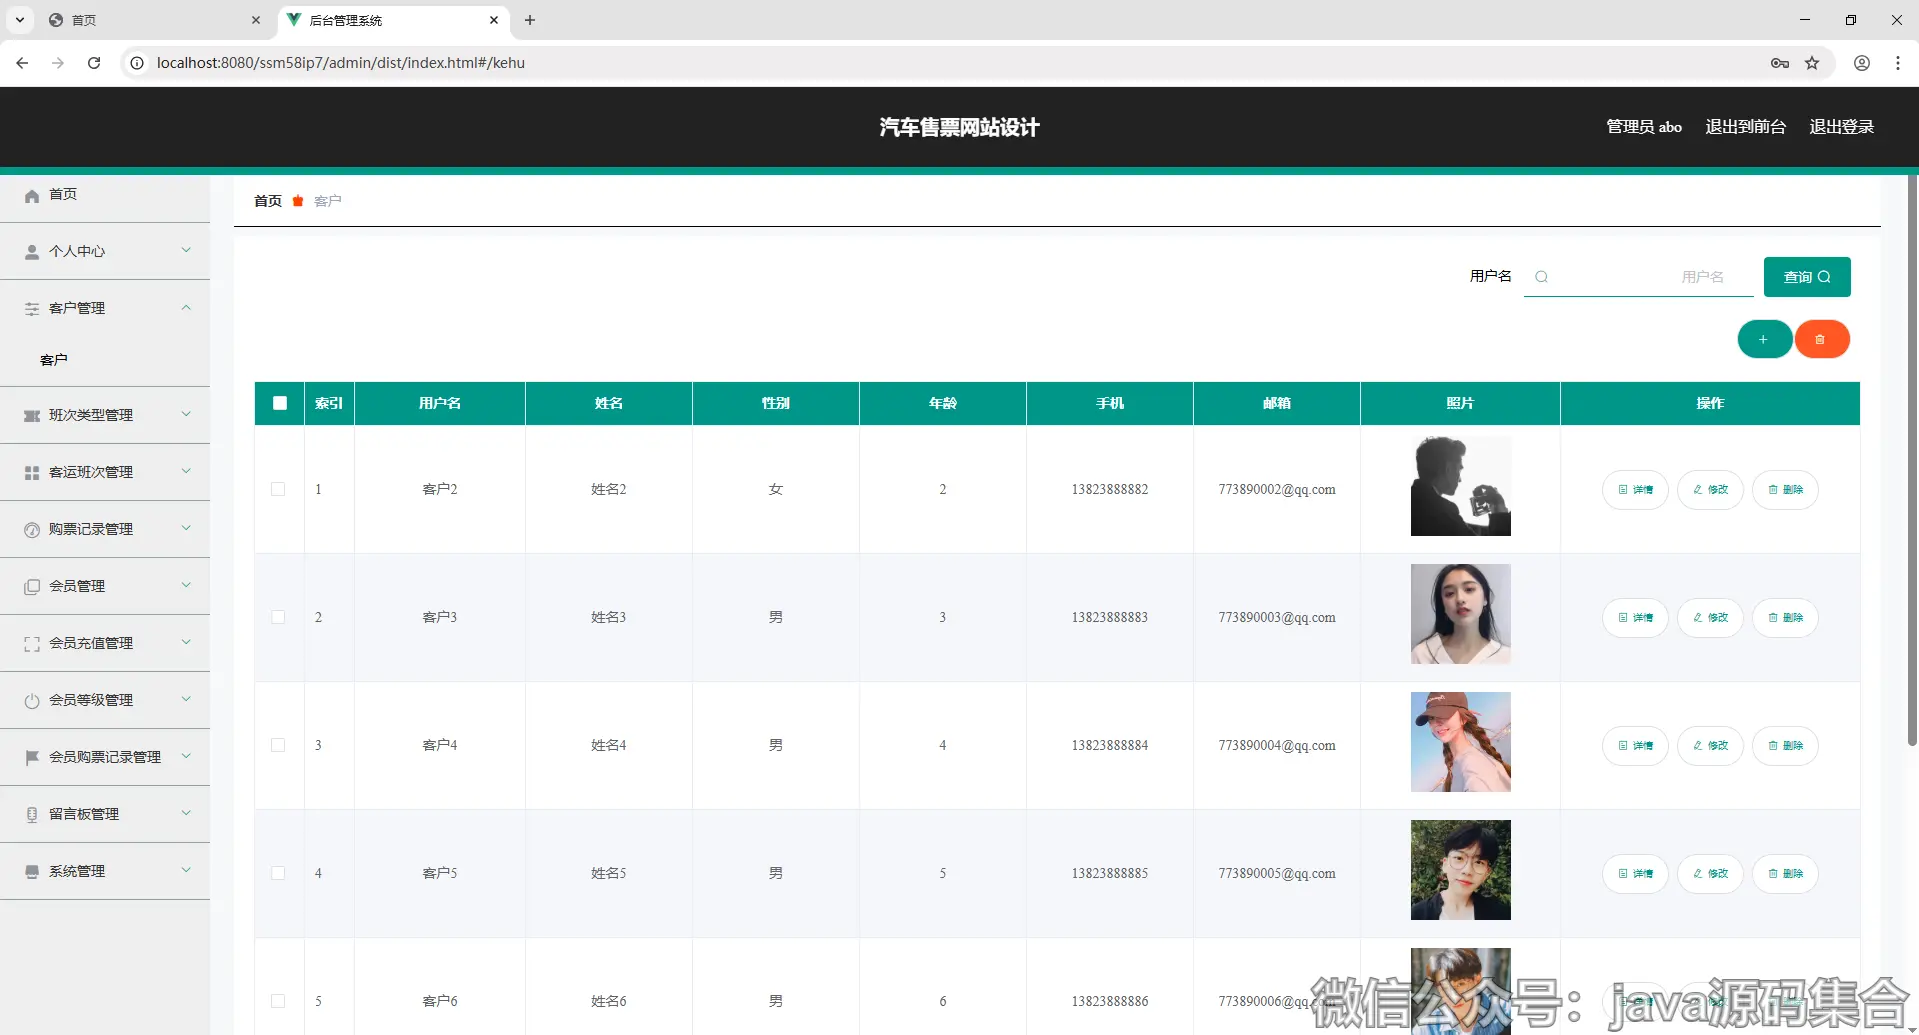 首页
后台管理系统
localhost:8080/ssm58ip7/admin/dist/index.html#/kehu
汽车售票网站设计
管理员 abo 退出到前台 退出登录
首页
个人中心
客户管理
客户
班次类型管理
客运班次管理
购票记录管理
会员管理
会员充值管理
会员等级管理
会员购票记录管理
留言板管理
系统管理
首页 客户
用户名 用户名 查询
索引 用户名 姓名 性别 年龄 手机 邮箱 照片 操作
1 客户2 姓名2 女 2 13823888882 773890002@qq.com 详情 修改 删除
2 客户3 姓名3 男 3 13823888883 773890003@qq.com 详情 修改 删除
3 客户4 姓名4 男 4 13823888884 773890004@qq.com 详情 修改 删除
4 客户5 姓名5 男 5 13823888885 773890005@qq.com 详情 修改 删除
5 客户6 姓名6 男 6 13823888886 773890006@qq.com
微信公众号：java源码集合